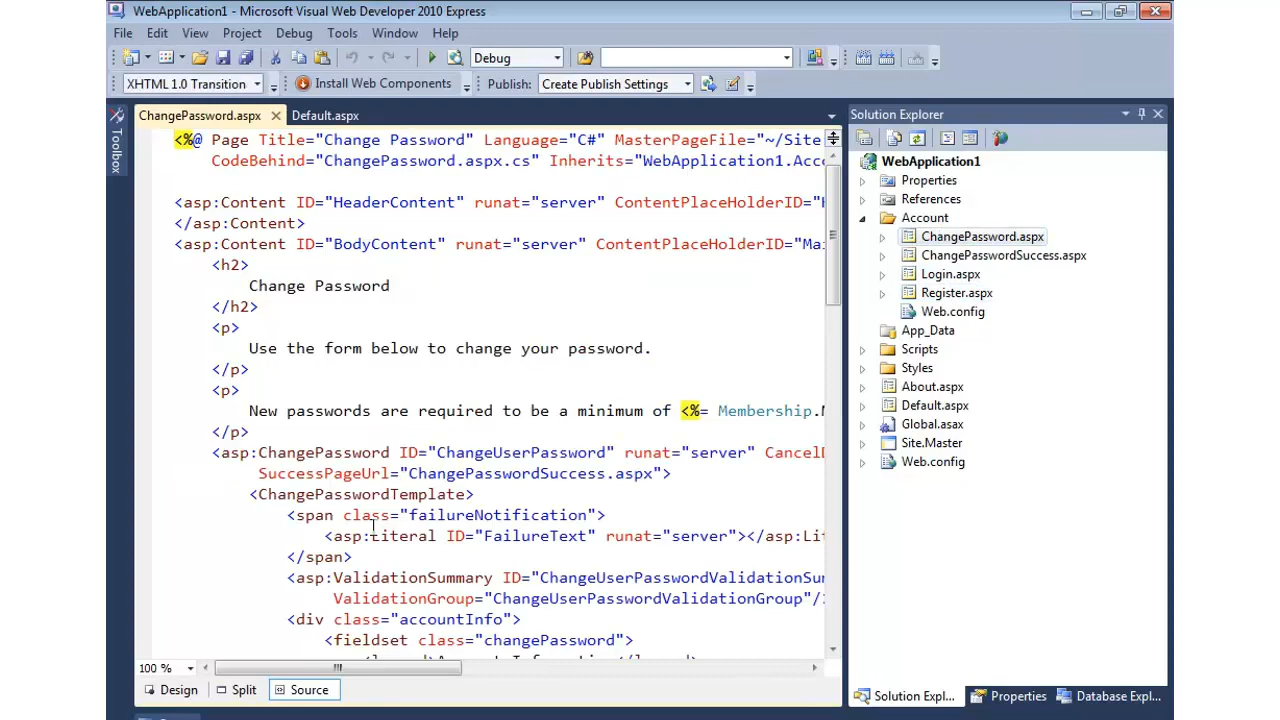 WebApplication1 - Microsoft Visual Web Developer 2010 Express
File Edit View Project Debug Tools Window Help
Debug
XHTML 1.0 Transition Install Web Components Publish: Create Publish Settings
Toolbox
ChangePassword.aspx Default.aspx
<%@ Page Title="Change Password" Language="C#" MasterPageFile="~/Site
CodeBehind="ChangePassword.aspx.cs" Inherits="WebApplication1.Acc
<asp:Content ID="HeaderContent" runat="server" ContentPlaceHolderID="
</asp:Content>
<asp:Content ID="BodyContent" runat="server" ContentPlaceHolderID="Mai
<h2>
Change Password
</h2>
<p>
Use the form below to change your password.
</p>
<p>
New passwords are required to be a minimum of <%= Membership.
</p>
<asp:ChangePassword ID="ChangeUserPassword" runat="server" CancelD
SuccessPageUrl="ChangePasswordSuccess.aspx">
<ChangePasswordTemplate>
<span class="failureNotification">
<asp:Literal ID="FailureText" runat="server"></asp:Lit
</span>
<asp:ValidationSummary ID="ChangeUserPasswordValidationSum
ValidationGroup="ChangeUserPasswordValidationGroup"/
<div class="accountInfo">
<fieldset class="changePassword">
100 %
Design Split Source
Solution Explorer
WebApplication1
Properties
References
Account
ChangePassword.aspx
ChangePasswordSuccess.aspx
Login.aspx
Register.aspx
Web.config
App_Data
Scripts
Styles
About.aspx
Default.aspx
Global.asax
Site.Master
Web.config
Solution Expl... Properties Database Expl...